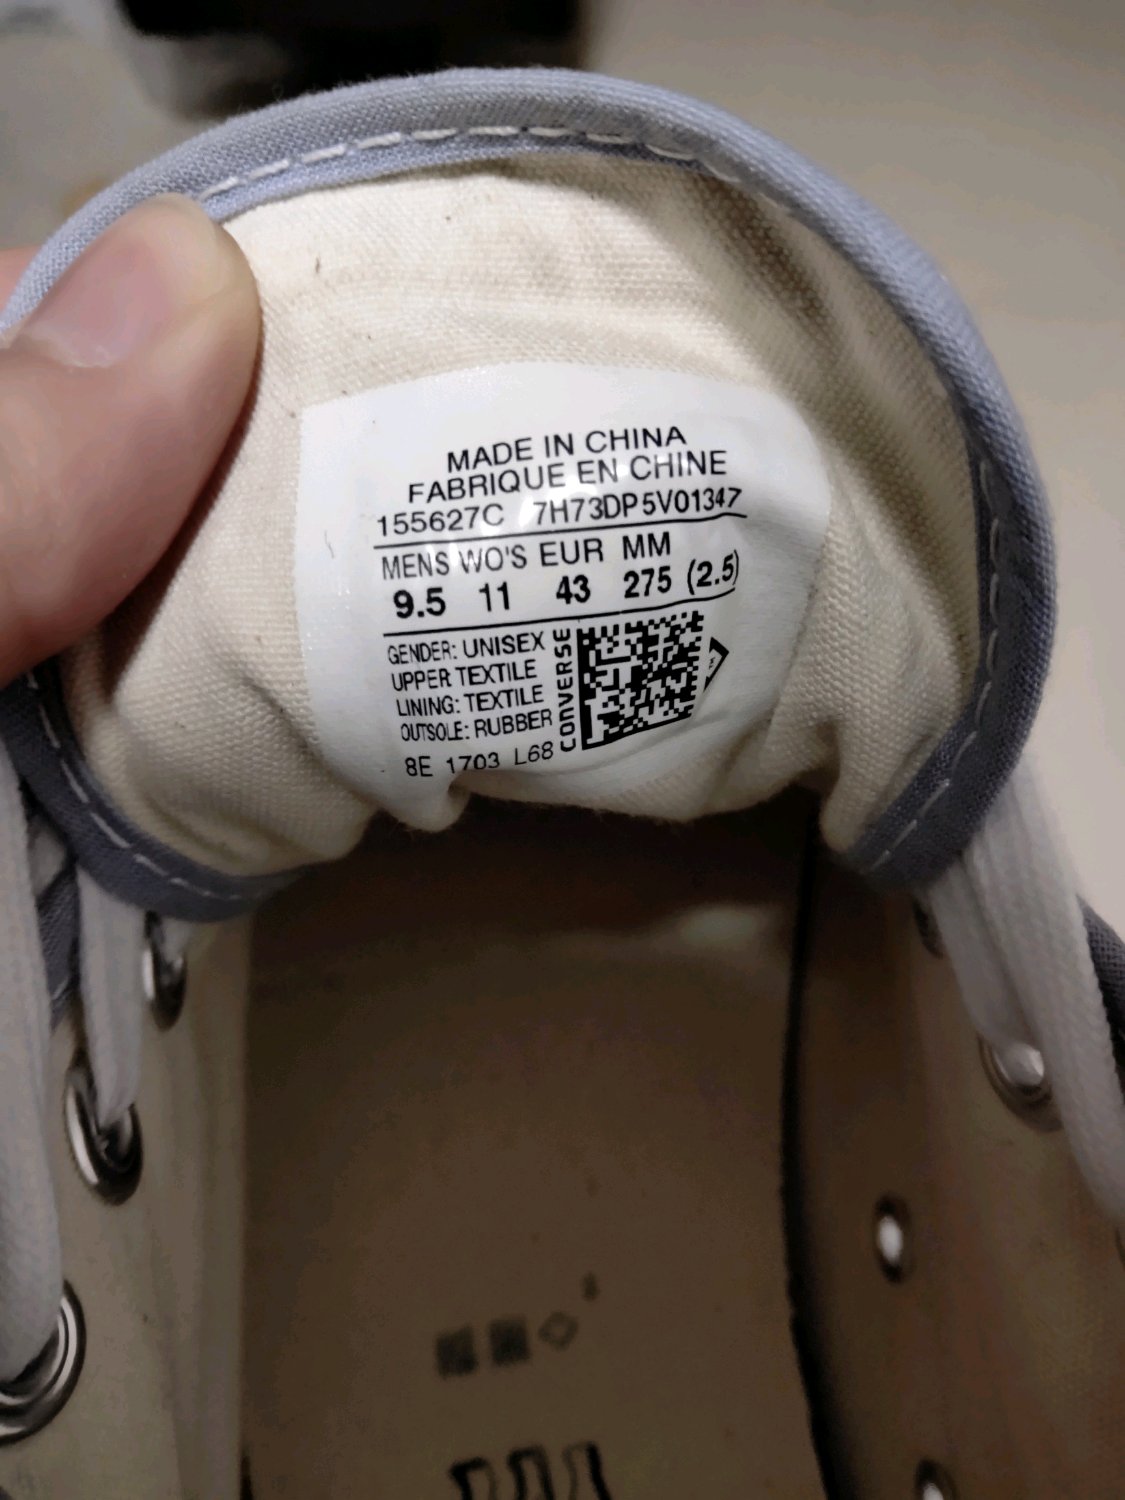 MADE IN CHINA
FABRIQUE EN CHINE
155627C 7H73DP5V01347
MENS WO'S EUR MM
9.5 11 43 275 (2.5)
GENDER: UNISEX
UPPER TEXTILE
LINING: TEXTILE
OUTSOLE: RUBBER
8E 1703 L68
CONVERSE